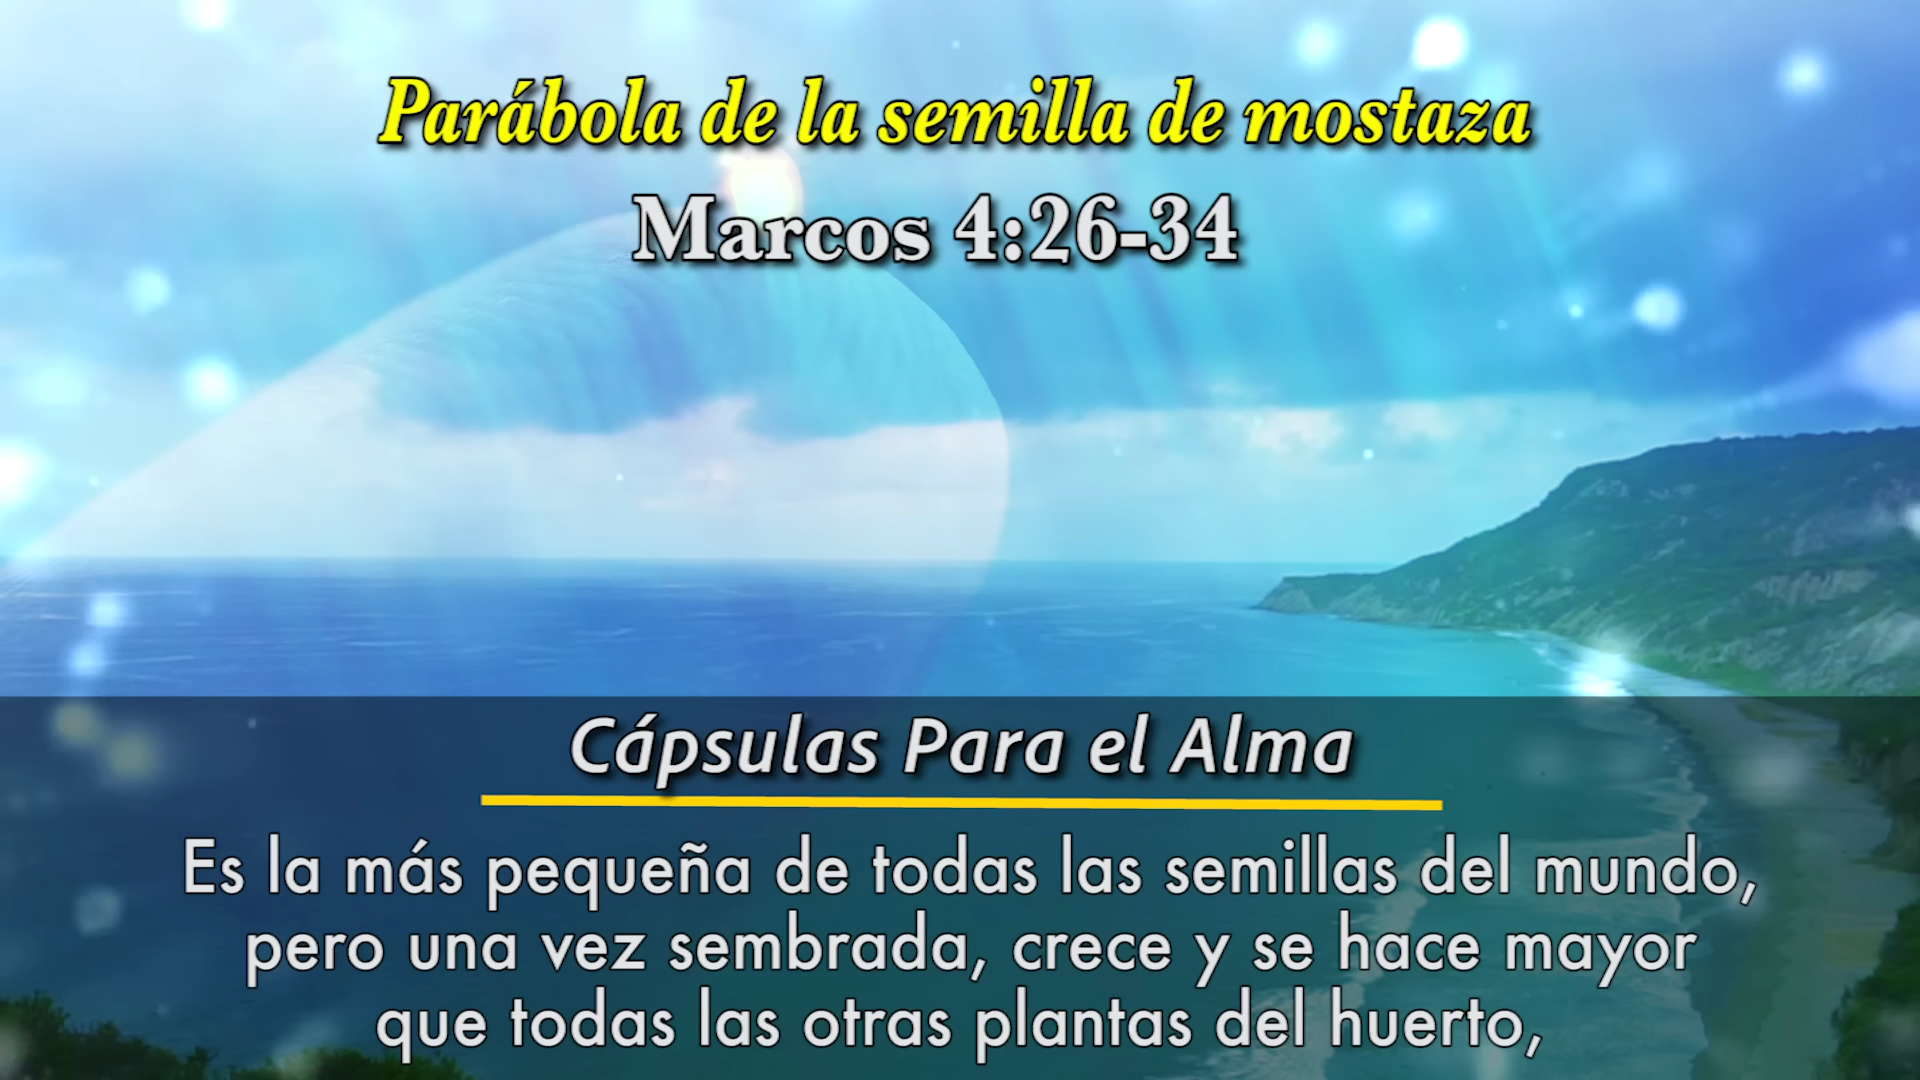 Parábola de la semilla de mostaza
Marcos 4:26-34
Cápsulas Para el Alma
Es la más pequeña de todas las semillas del mundo,
pero una vez sembrada, crece y se hace mayor
que todas las otras plantas del huerto,